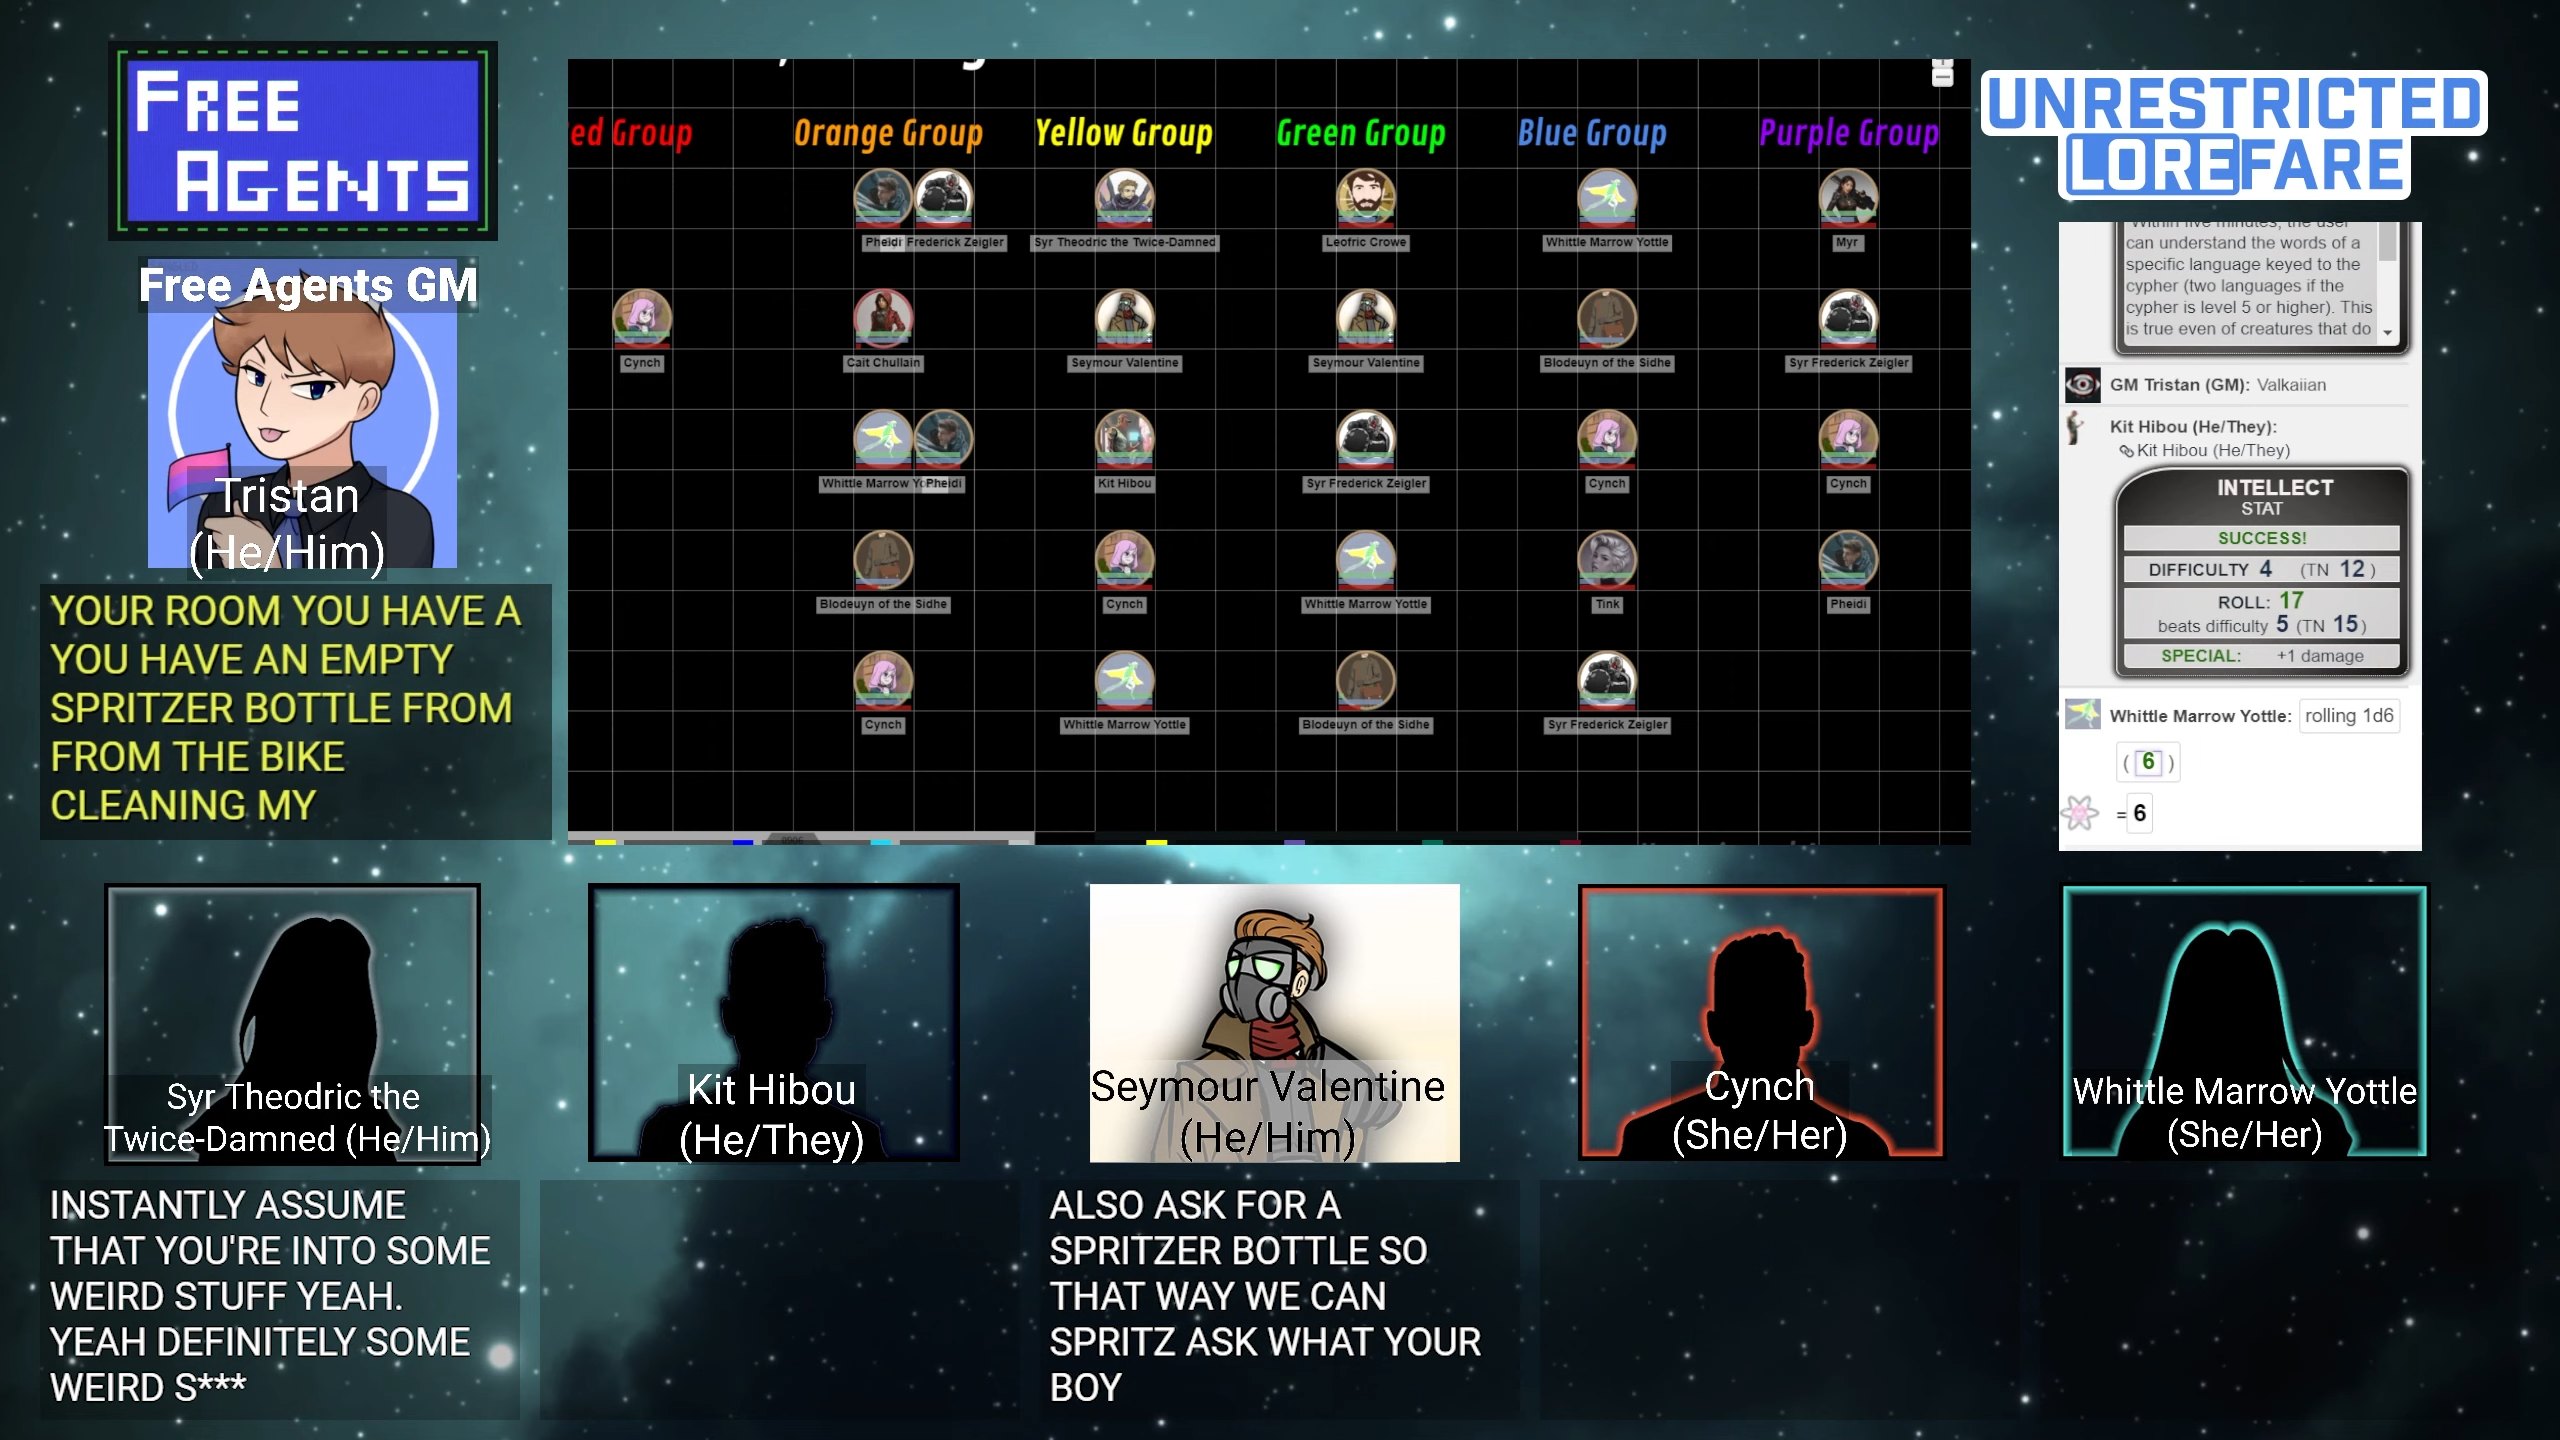 FREE
AGENTS
Free Agents GM
Tristan
(He/Him)
YOUR ROOM YOU HAVE A
YOU HAVE AN EMPTY
SPRITZER BOTTLE FROM
FROM THE BIKE
CLEANING MY
ed Group
Orange Group
Yellow Group
Green Group
Blue Group
Purple Group
Pheidi
Frederick Zeigler
Syr Theodric the Twice-Damned
Leofric Crowe
Whittle Marrow Yottle
Myr
Cynch
Cait Chullain
Seymour Valentine
Seymour Valentine
Blodeuyn of the Sidhe
Syr Frederick Zeigler
Whittle Marrow Yo
Pheidi
Kit Hibou
Syr Frederick Zeigler
Cynch
Cynch
Blodeuyn of the Sidhe
Cynch
Whittle Marrow Yottle
Tink
Pheidi
Cynch
Whittle Marrow Yottle
Blodeuyn of the Sidhe
Syr Frederick Zeigler
UNRESTRICTED
LOREFARE
Within five minutes, the user
can understand the words of a
specific language keyed to the
cypher (two languages if the
cypher is level 5 or higher). This
is true even of creatures that do
GM Tristan (GM): Valkaiian
Kit Hibou (He/They):
Kit Hibou (He/They)
INTELLECT
STAT
SUCCESS!
DIFFICULTY 4 (TN 12 )
ROLL: 17
beats difficulty 5 (TN 15)
SPECIAL: +1 damage
Whittle Marrow Yottle: rolling 1d6
( 6 )
= 6
Syr Theodric the
Twice-Damned (He/Him)
Kit Hibou
(He/They)
Seymour Valentine
(He/Him)
Cynch
(She/Her)
Whittle Marrow Yottle
(She/Her)
INSTANTLY ASSUME
THAT YOU'RE INTO SOME
WEIRD STUFF YEAH.
YEAH DEFINITELY SOME
WEIRD S***
ALSO ASK FOR A
SPRITZER BOTTLE SO
THAT WAY WE CAN
SPRITZ ASK WHAT YOUR
BOY